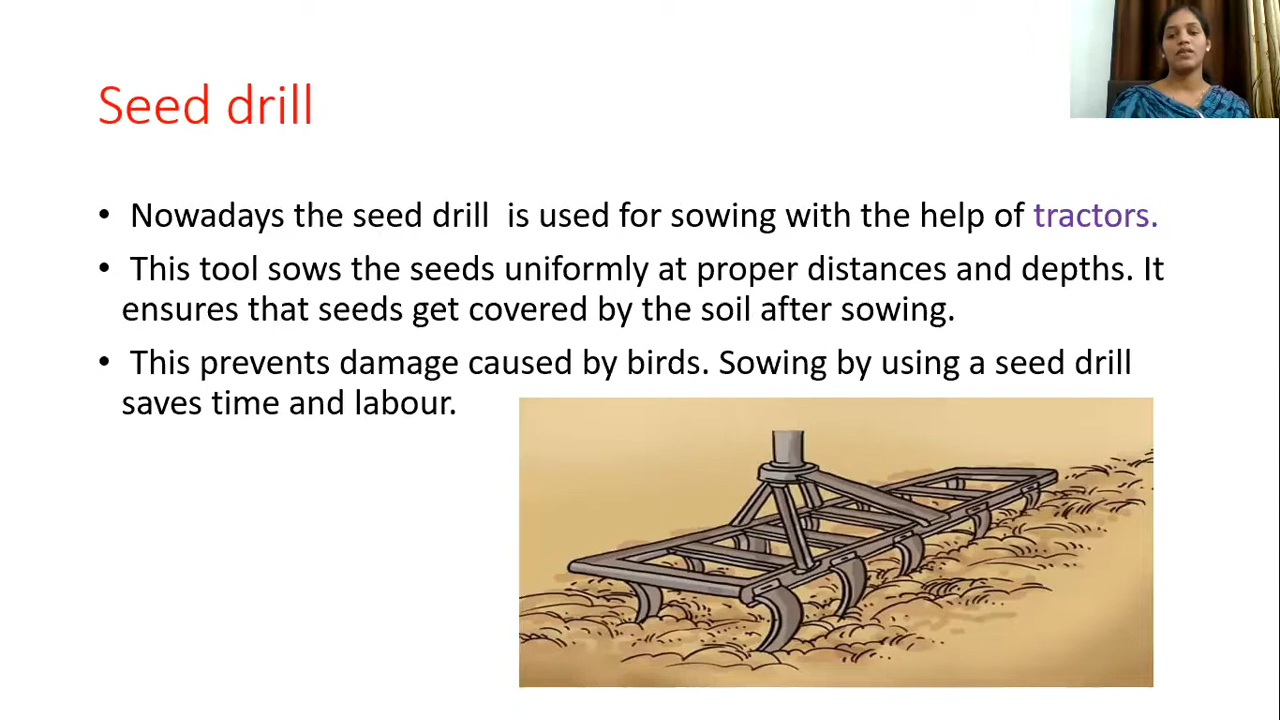 Seed drill
• Nowadays the seed drill is used for sowing with the help of tractors.
• This tool sows the seeds uniformly at proper distances and depths. It
ensures that seeds get covered by the soil after sowing.
• This prevents damage caused by birds. Sowing by using a seed drill
saves time and labour.